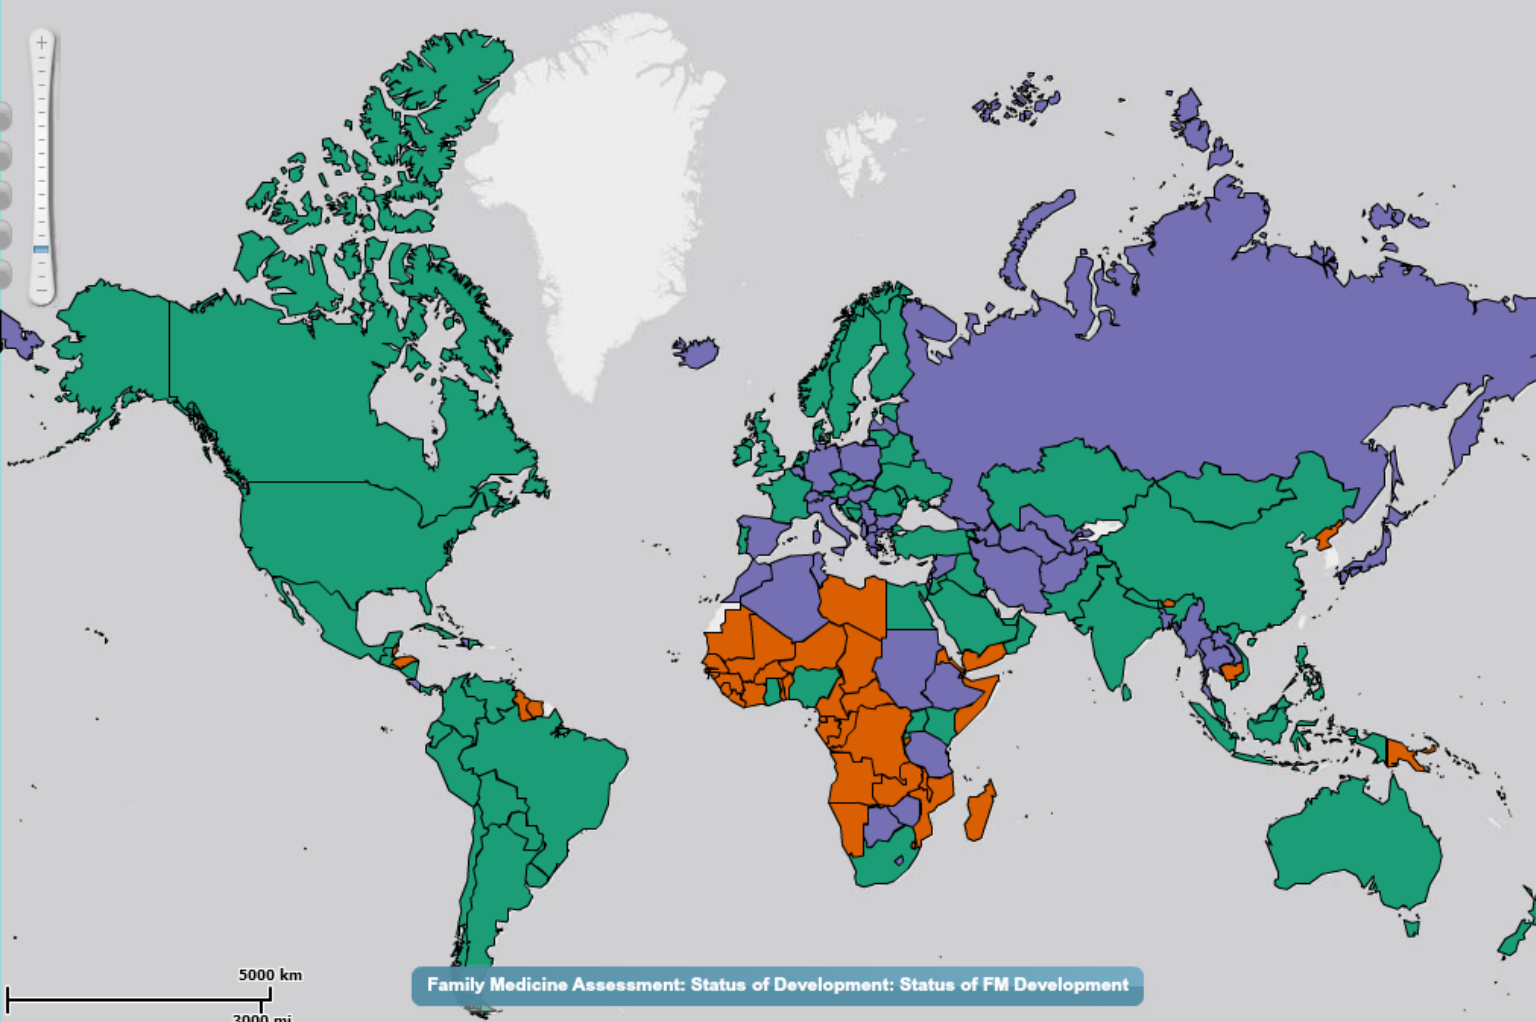 +
5000 km
3000 mi
Family Medicine Assessment: Status of Development: Status of FM Development